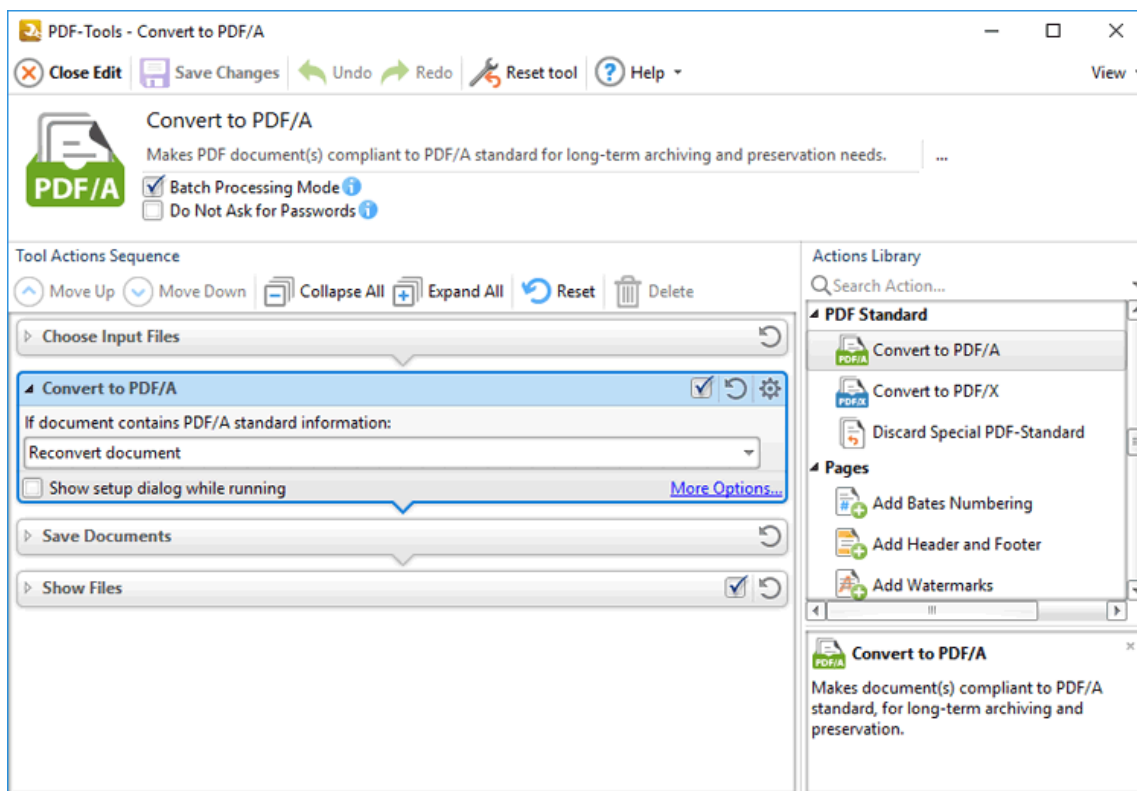 PDF-Tools - Convert to PDF/A
Close Edit Save Changes Undo Redo Reset tool Help View
Convert to PDF/A
Makes PDF document(s) compliant to PDF/A standard for long-term archiving and preservation needs. ...
PDF/A
Batch Processing Mode
Do Not Ask for Passwords
Tool Actions Sequence
Move Up Move Down Collapse All Expand All Reset Delete
Choose Input Files
Convert to PDF/A
If document contains PDF/A standard information:
Reconvert document
Show setup dialog while running More Options...
Save Documents
Show Files
Actions Library
Search Action...
PDF Standard
PDF/A Convert to PDF/A
PDF/X Convert to PDF/X
Discard Special PDF-Standard
Pages
Add Bates Numbering
Add Header and Footer
Add Watermarks
PDF/A Convert to PDF/A
Makes document(s) compliant to PDF/A
standard, for long-term archiving and
preservation.